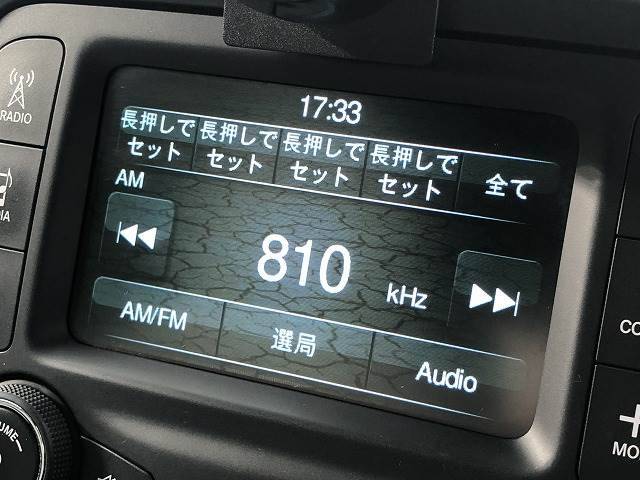 17:33
長押しで 長押しで 長押しで 長押しで
セット セット セット セット 全て
AM
810 kHz
AM/FM 選局 Audio
RADIO